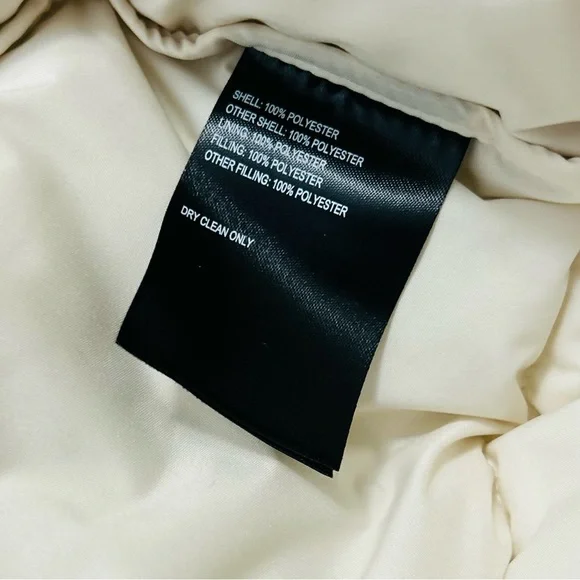 SHELL: 100% POLYESTER
OTHER SHELL: 100% POLYESTER
LINING: 100% POLYESTER
FILLING: 100% POLYESTER
OTHER FILLING: 100% POLYESTER
DRY CLEAN ONLY